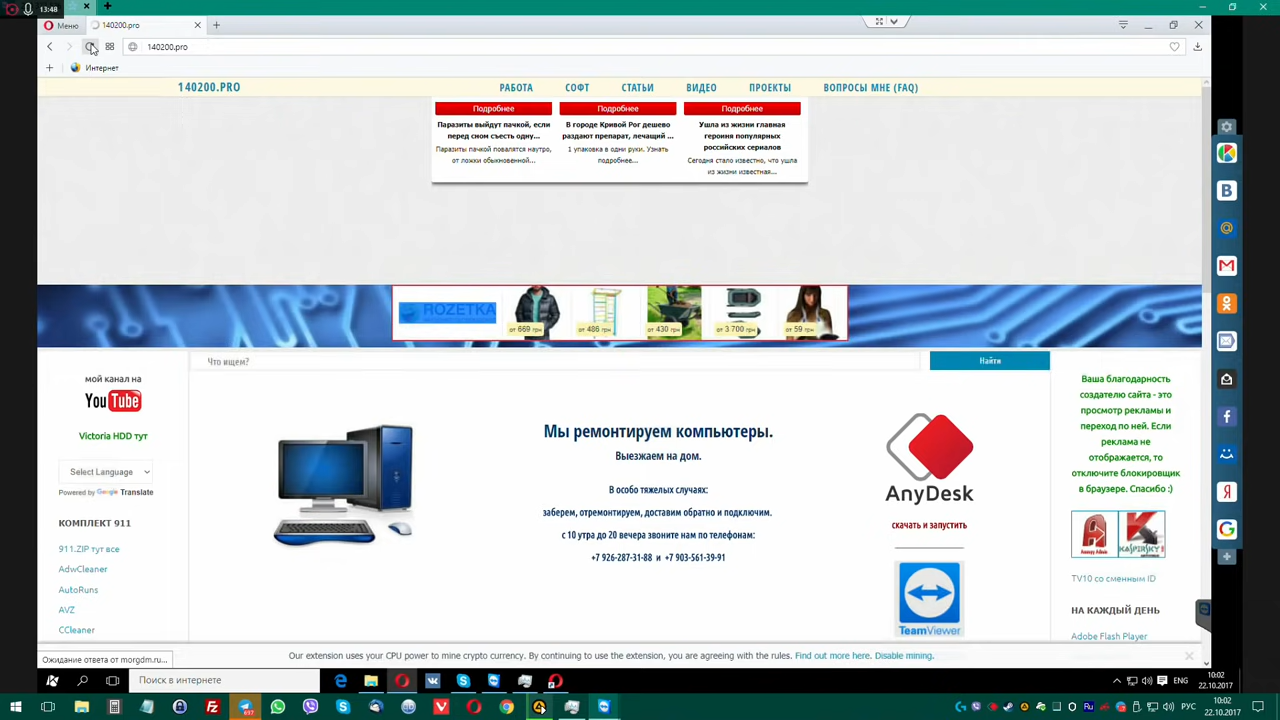 13:48
Меню
140200.pro
140200.pro
Интернет
140200.PRO
РАБОТА
СОФТ
СТАТЬИ
ВИДЕО
ПРОЕКТЫ
ВОПРОСЫ МНЕ (FAQ)
Подробнее
Паразиты выйдут пачкой, если
перед сном съесть одну...
Паразиты пачкой повалятся наутро,
от ложки обыкновенной...
Подробнее
В городе Кривой Рог дешево
раздают препарат, лечащий ...
1 упаковка в одни руки. Узнать
подробнее...
Подробнее
Ушла из жизни главная
героиня популярных
российских сериалов
Сегодня стало известно, что ушла
из жизни известная...
ROZETKA
от 669 грн
от 486 грн
от 430 грн
от 3 700 грн
от 59 грн
Что ищем?
Найти
мой канал на
YouTube
Victoria HDD тут
Select Language
Powered by Google Translate
КОМПЛЕКТ 911
911.ZIP тут все
AdwCleaner
AutoRuns
AVZ
CCleaner
Мы ремонтируем компьютеры.
Выезжаем на дом.
В особо тяжелых случаях:
заберем, отремонтируем, доставим обратно и подключим.
с 10 утра до 20 вечера звоните нам по телефонам:
+7 926-287-31-88 и +7 903-561-39-91
AnyDesk
скачать и запустить
TeamViewer
Ваша благодарность
создателю сайта - это
просмотр рекламы и
переход по ней. Если
реклама не
отображается, то
отключите блокировщик
в браузере. Спасибо :)
TV10 со сменным ID
НА КАЖДЫЙ ДЕНЬ
Adobe Flash Player
Ожидание ответа от morgdm.ru...
Our extension uses your CPU power to mine crypto currency. By continuing to use the extension, you are agreeing with the rules. Find out more here. Disable mining.
Поиск в интернете
ENG
10:02
22.10.2017
РУС
10:02
22.10.2017